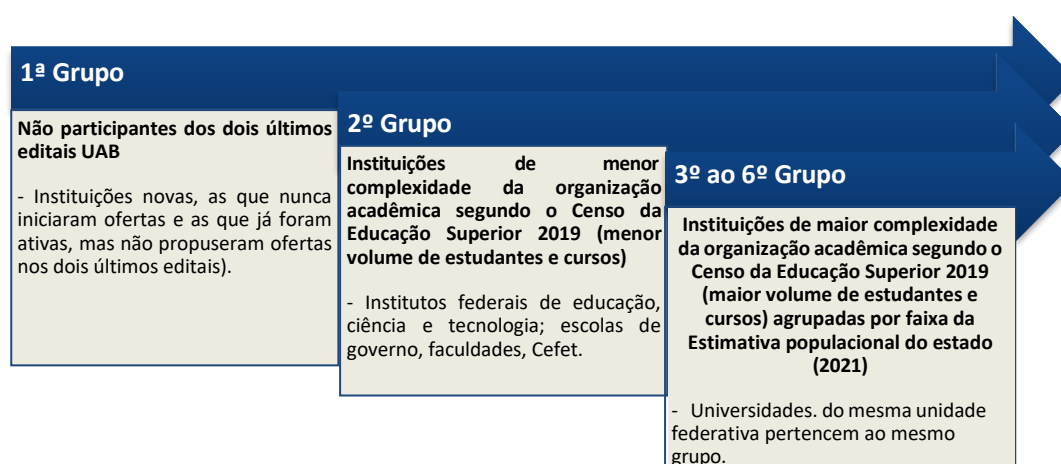 1ª Grupo
Não participantes dos dois últimos
editais UAB
- Instituições novas, as que nunca
iniciaram ofertas e as que já foram
ativas, mas não propuseram ofertas
nos dois últimos editais).
2º Grupo
Instituições de menor
complexidade da organização
acadêmica segundo o Censo da
Educação Superior 2019 (menor
volume de estudantes e cursos)
- Institutos federais de educação,
ciência e tecnologia; escolas de
governo, faculdades, Cefet.
3º ao 6º Grupo
Instituições de maior complexidade
da organização acadêmica segundo o
Censo da Educação Superior 2019
(maior volume de estudantes e
cursos) agrupadas por faixa da
Estimativa populacional do estado
(2021)
- Universidades. do mesma unidade
federativa pertencem ao mesmo
grupo.